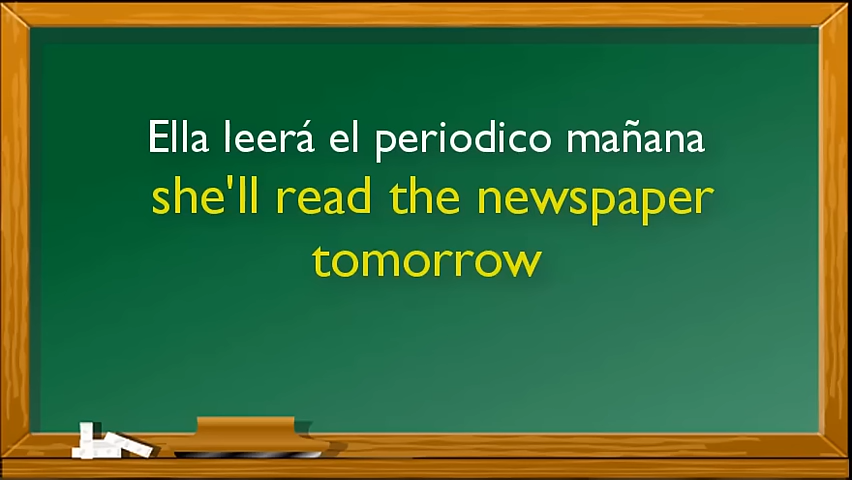 Ella leerá el periodico mañana
she'll read the newspaper
tomorrow